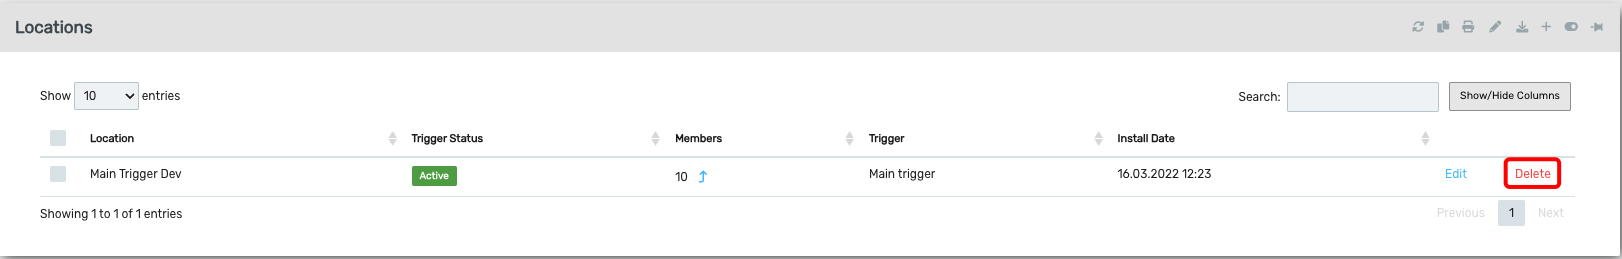 Locations
Show 10 entries Search: Show/Hide Columns
Location Trigger Status Members Trigger Install Date
Main Trigger Dev Active 10 Main trigger 16.03.2022 12:23 Edit Delete
Showing 1 to 1 of 1 entries Previous 1 Next